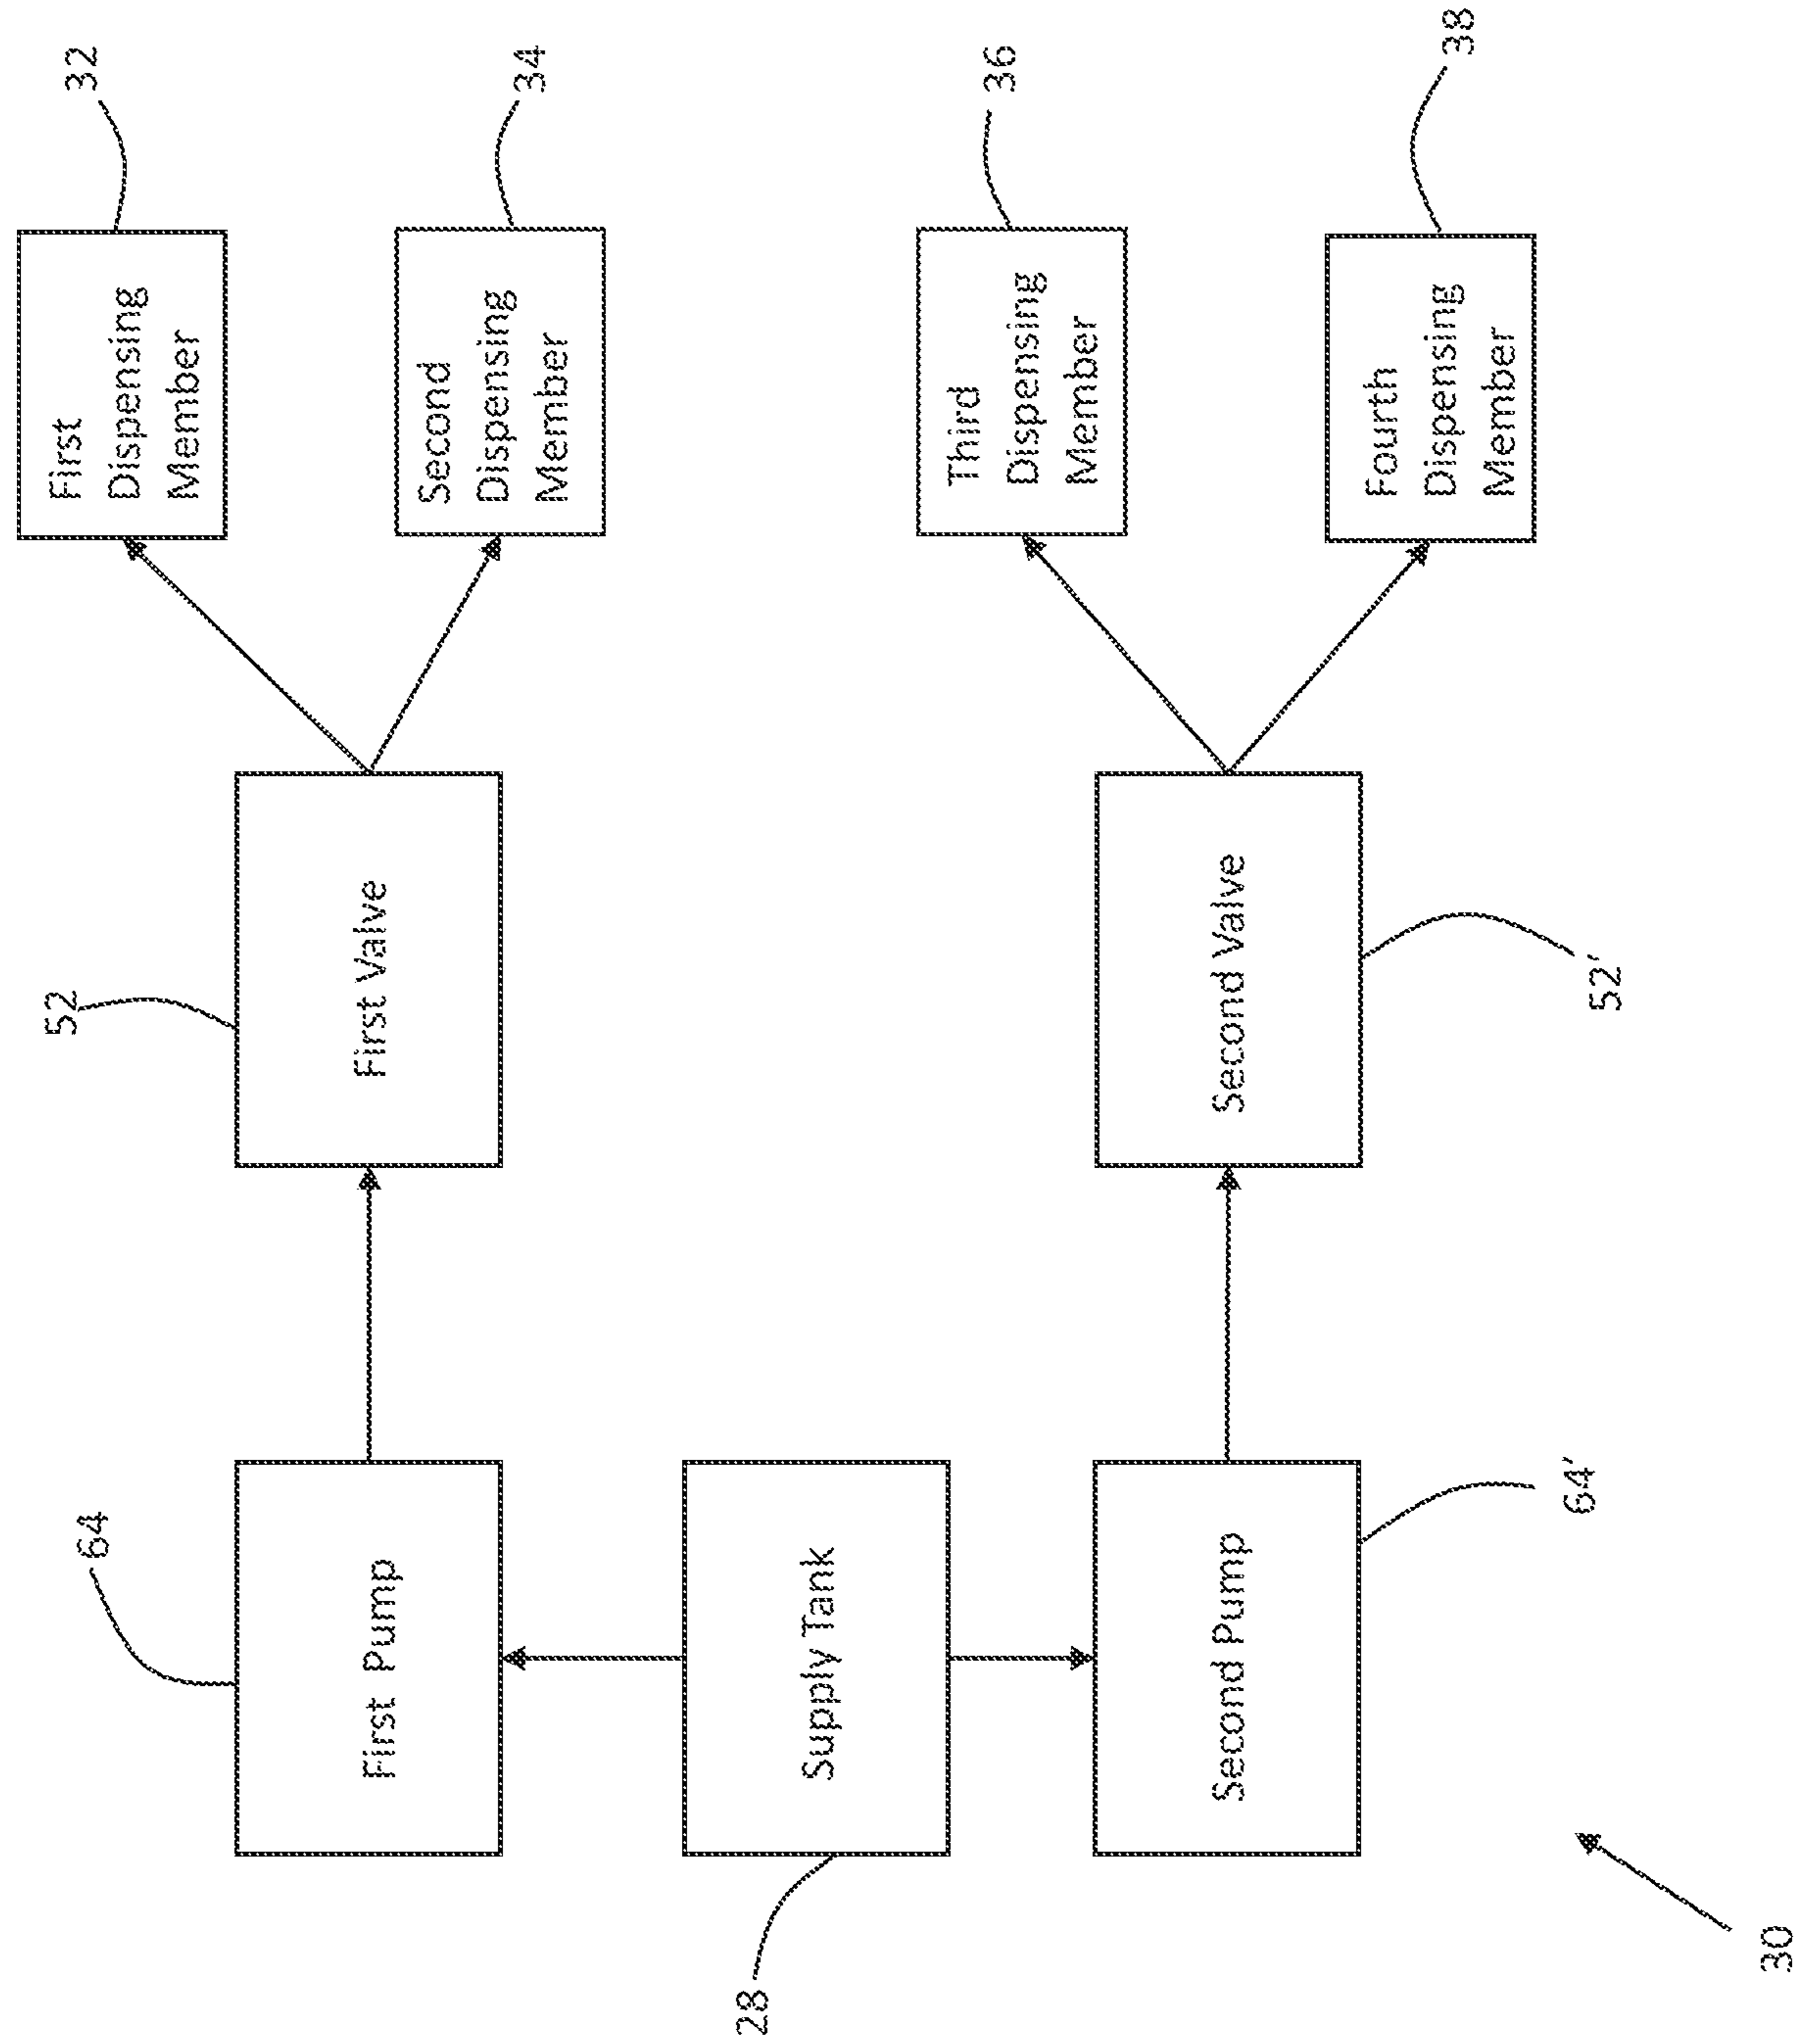 32
First
Dispensing
Member
34
Second
Dispensing
Member
36
Third
Dispensing
Member
38
Fourth
Dispensing
Member
52
First Valve
Second Valve
52'
64
First Pump
Supply Tank
28
Second Pump
64'
30